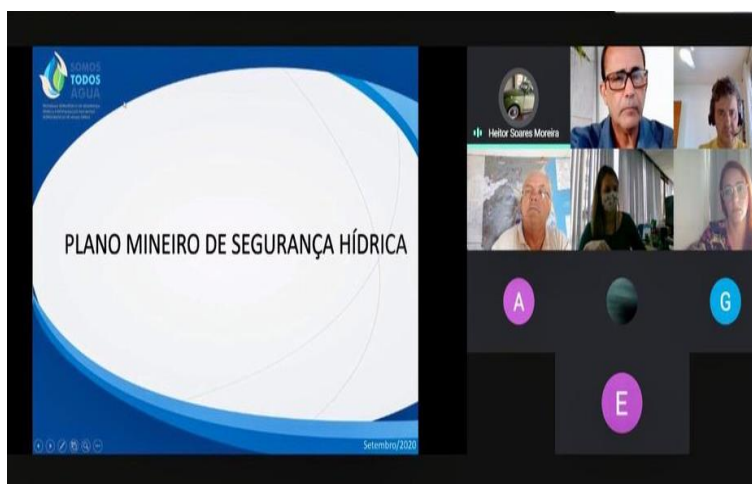 SOMOS
TODOS
ÁGUA
PLANO MINEIRO DE SEGURANÇA HÍDRICA
Setembro/2020
Heitor Soares Moreira
A
G
E